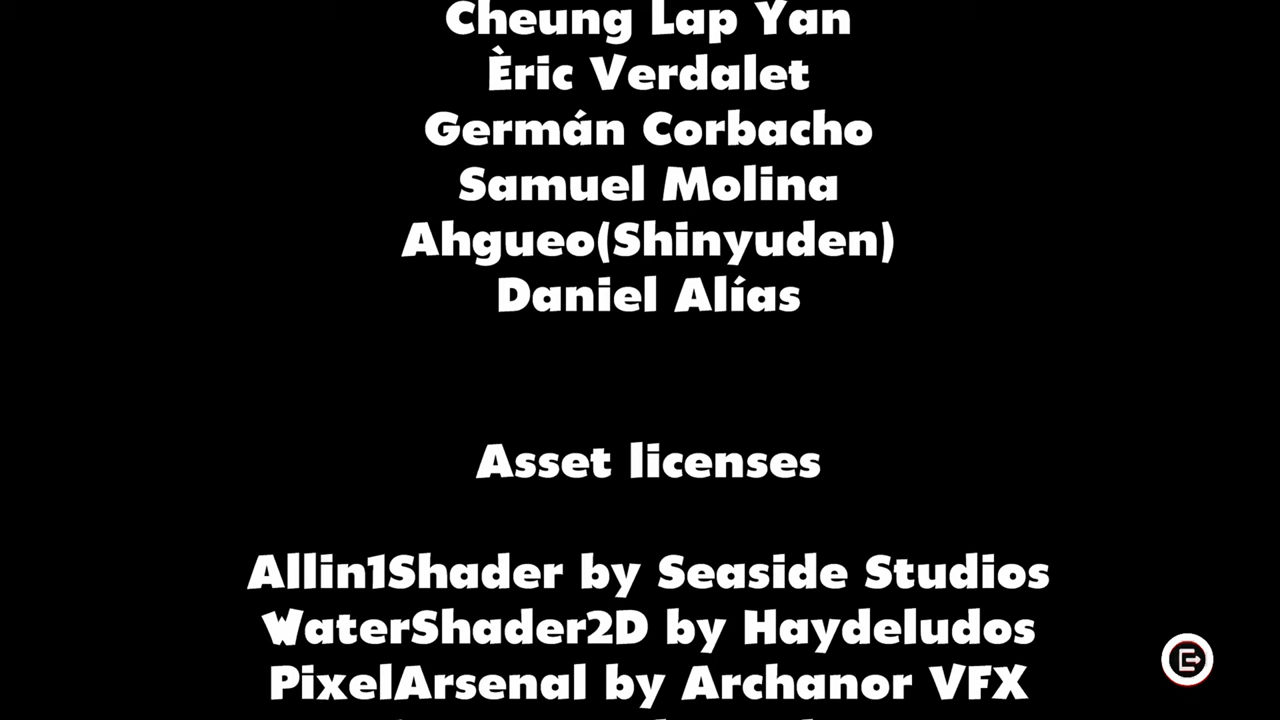 Cheung Lap Yan
Èric Verdalet
Germán Corbacho
Samuel Molina
Ahgueo(Shinyuden)
Daniel Alías
Asset licenses
Allin1Shader by Seaside Studios
WaterShader2D by Haydeludos
PixelArsenal by Archanor VFX